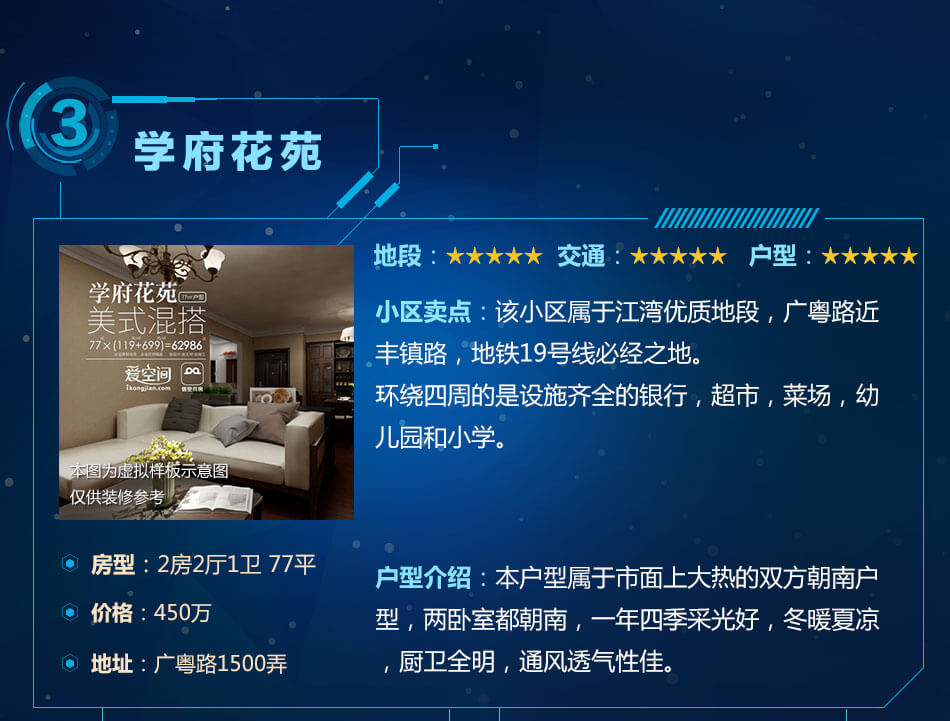 3
学府花苑
地段：★★★★★ 交通：★★★★★ 户型：★★★★★
学府花苑 77㎡户型
美式混搭
77×(119+699)=62986
爱空间
ikongjian.com
本图为虚拟样板示意图
仅供装修参考
小区卖点：该小区属于江湾优质地段，广粤路近
丰镇路，地铁19号线必经之地。
环绕四周的是设施齐全的银行，超市，菜场，幼
儿园和小学。
房型：2房2厅1卫 77平
价格：450万
地址：广粤路1500弄
户型介绍：本户型属于市面上大热的双方朝南户
型，两卧室都朝南，一年四季采光好，冬暖夏凉
，厨卫全明，通风透气性佳。